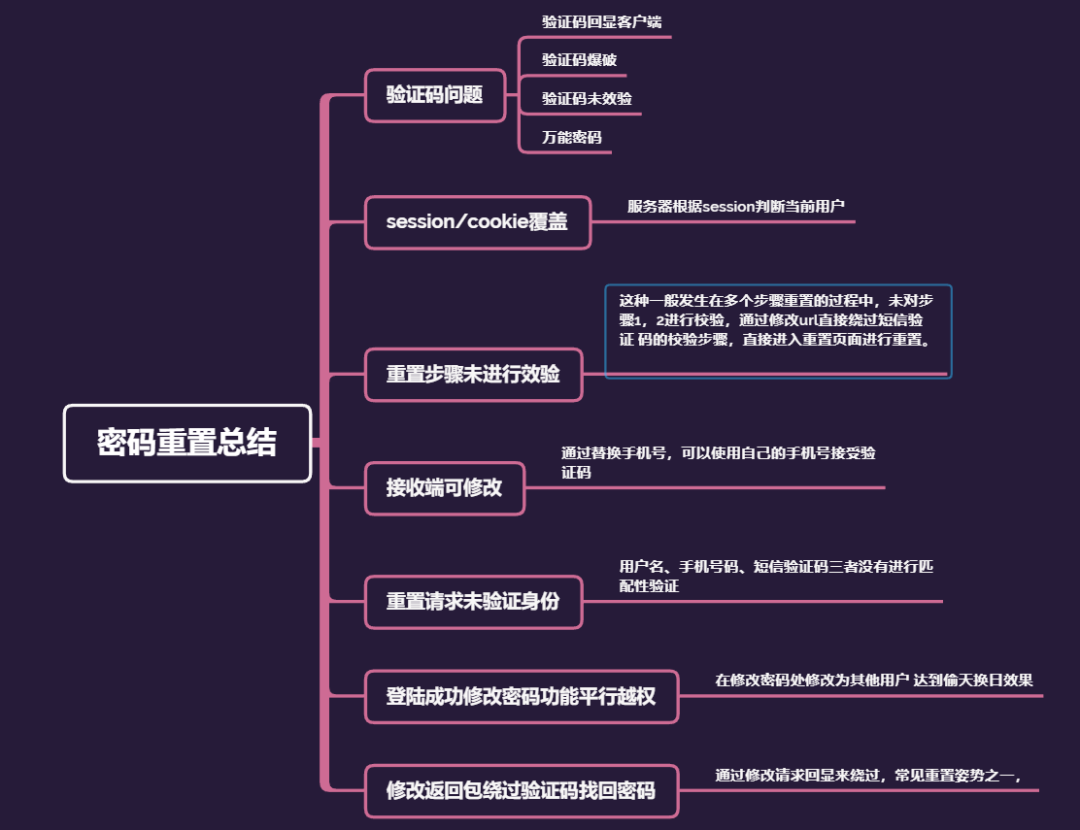 验证码回显客户端
验证码爆破
验证码问题
验证码未效验
万能密码
session/cookie覆盖
服务器根据session判断当前用户
这种一般发生在多个步骤重置的过程中，未对步
骤1，2进行校验，通过修改url直接绕过短信验
证 码的校验步骤，直接进入重置页面进行重置。
重置步骤未进行效验
密码重置总结
通过替换手机号，可以使用自己的手机号接受验
证码
接收端可修改
用户名、手机号码、短信验证码三者没有进行匹
配性验证
重置请求未验证身份
登陆成功修改密码功能平行越权
在修改密码处修改为其他用户 达到偷天换日效果
修改返回包绕过验证码找回密码
通过修改请求回显来绕过，常见重置姿势之一，